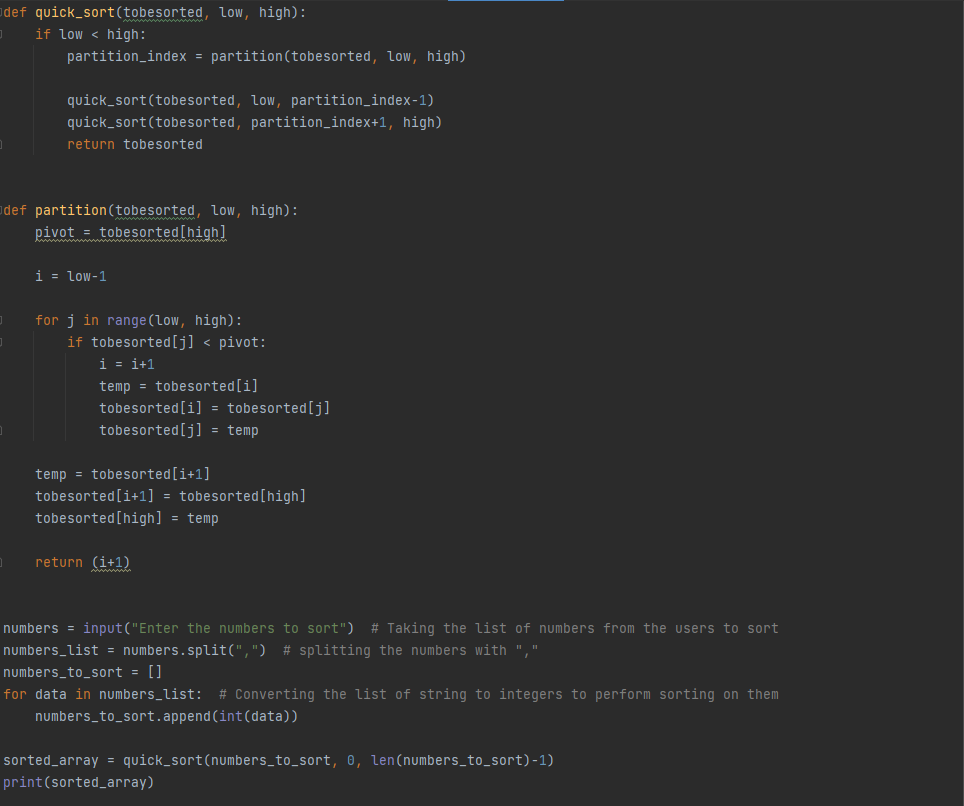 def quick_sort(tobesorted, low, high):
    if low < high:
        partition_index = partition(tobesorted, low, high)
        quick_sort(tobesorted, low, partition_index-1)
        quick_sort(tobesorted, partition_index+1, high)
        return tobesorted
def partition(tobesorted, low, high):
    pivot = tobesorted[high]
    i = low-1
    for j in range(low, high):
        if tobesorted[j] < pivot:
            i = i+1
            temp = tobesorted[i]
            tobesorted[i] = tobesorted[j]
            tobesorted[j] = temp
    temp = tobesorted[i+1]
    tobesorted[i+1] = tobesorted[high]
    tobesorted[high] = temp
    return (i+1)
numbers = input("Enter the numbers to sort")  # Taking the list of numbers from the users to sort
numbers_list = numbers.split(",")  # splitting the numbers with ","
numbers_to_sort = []
for data in numbers_list:  # Converting the list of string to integers to perform sorting on them
    numbers_to_sort.append(int(data))
sorted_array = quick_sort(numbers_to_sort, 0, len(numbers_to_sort)-1)
print(sorted_array)